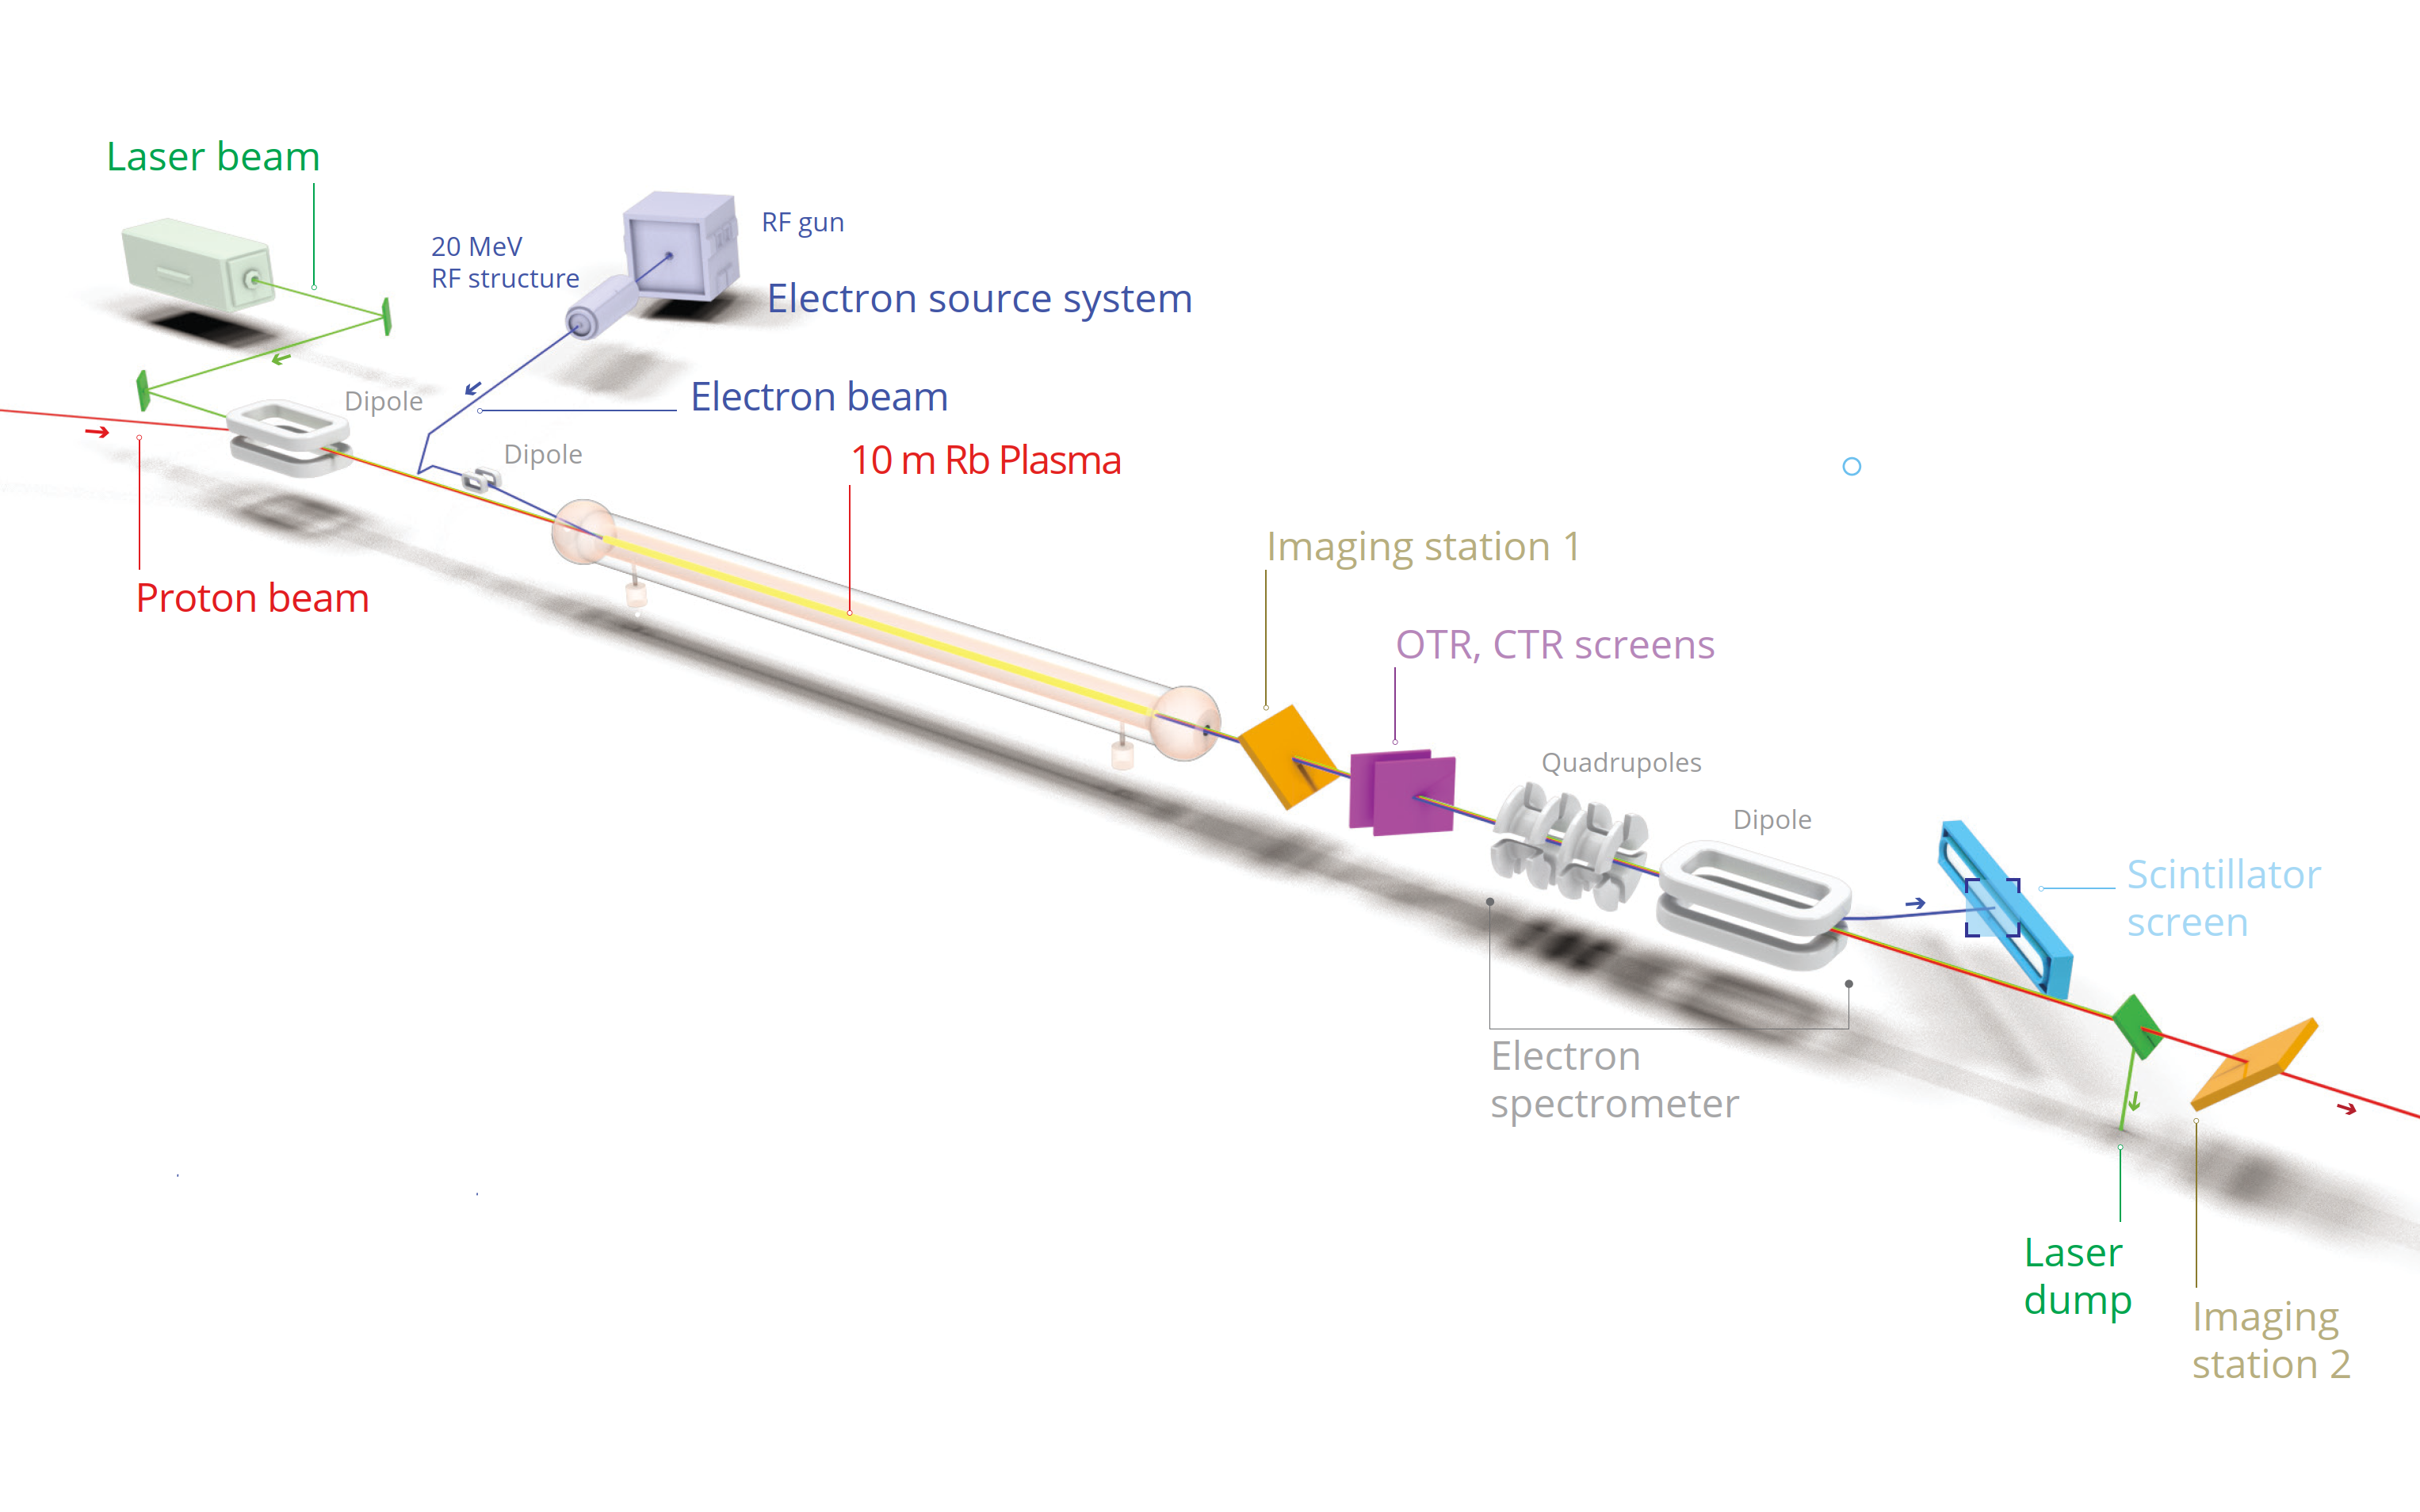 Laser beam
RF gun
20 MeV
RF structure
Electron source system
Dipole
Electron beam
Dipole
10 m Rb Plasma
Proton beam
Imaging station 1
OTR, CTR screens
Quadrupoles
Dipole
Scintillator
screen
Electron
spectrometer
Laser
dump
Imaging
station 2